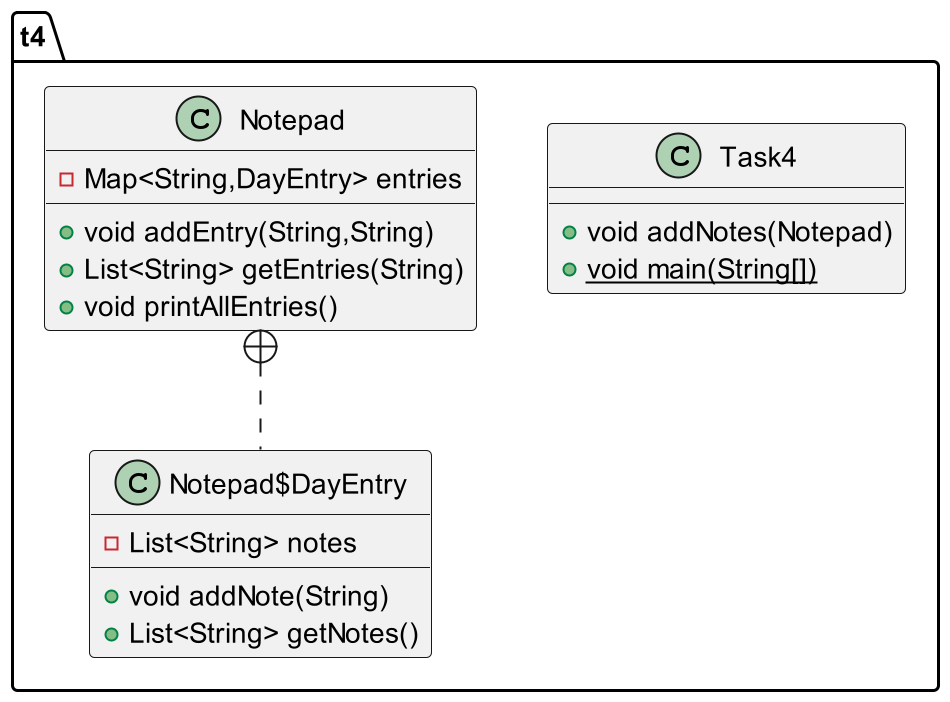 t4
C Notepad
Map<String,DayEntry> entries
void addEntry(String,String)
List<String> getEntries(String)
void printAllEntries()
C Task4
void addNotes(Notepad)
void main(String[])
C Notepad$DayEntry
List<String> notes
void addNote(String)
List<String> getNotes()